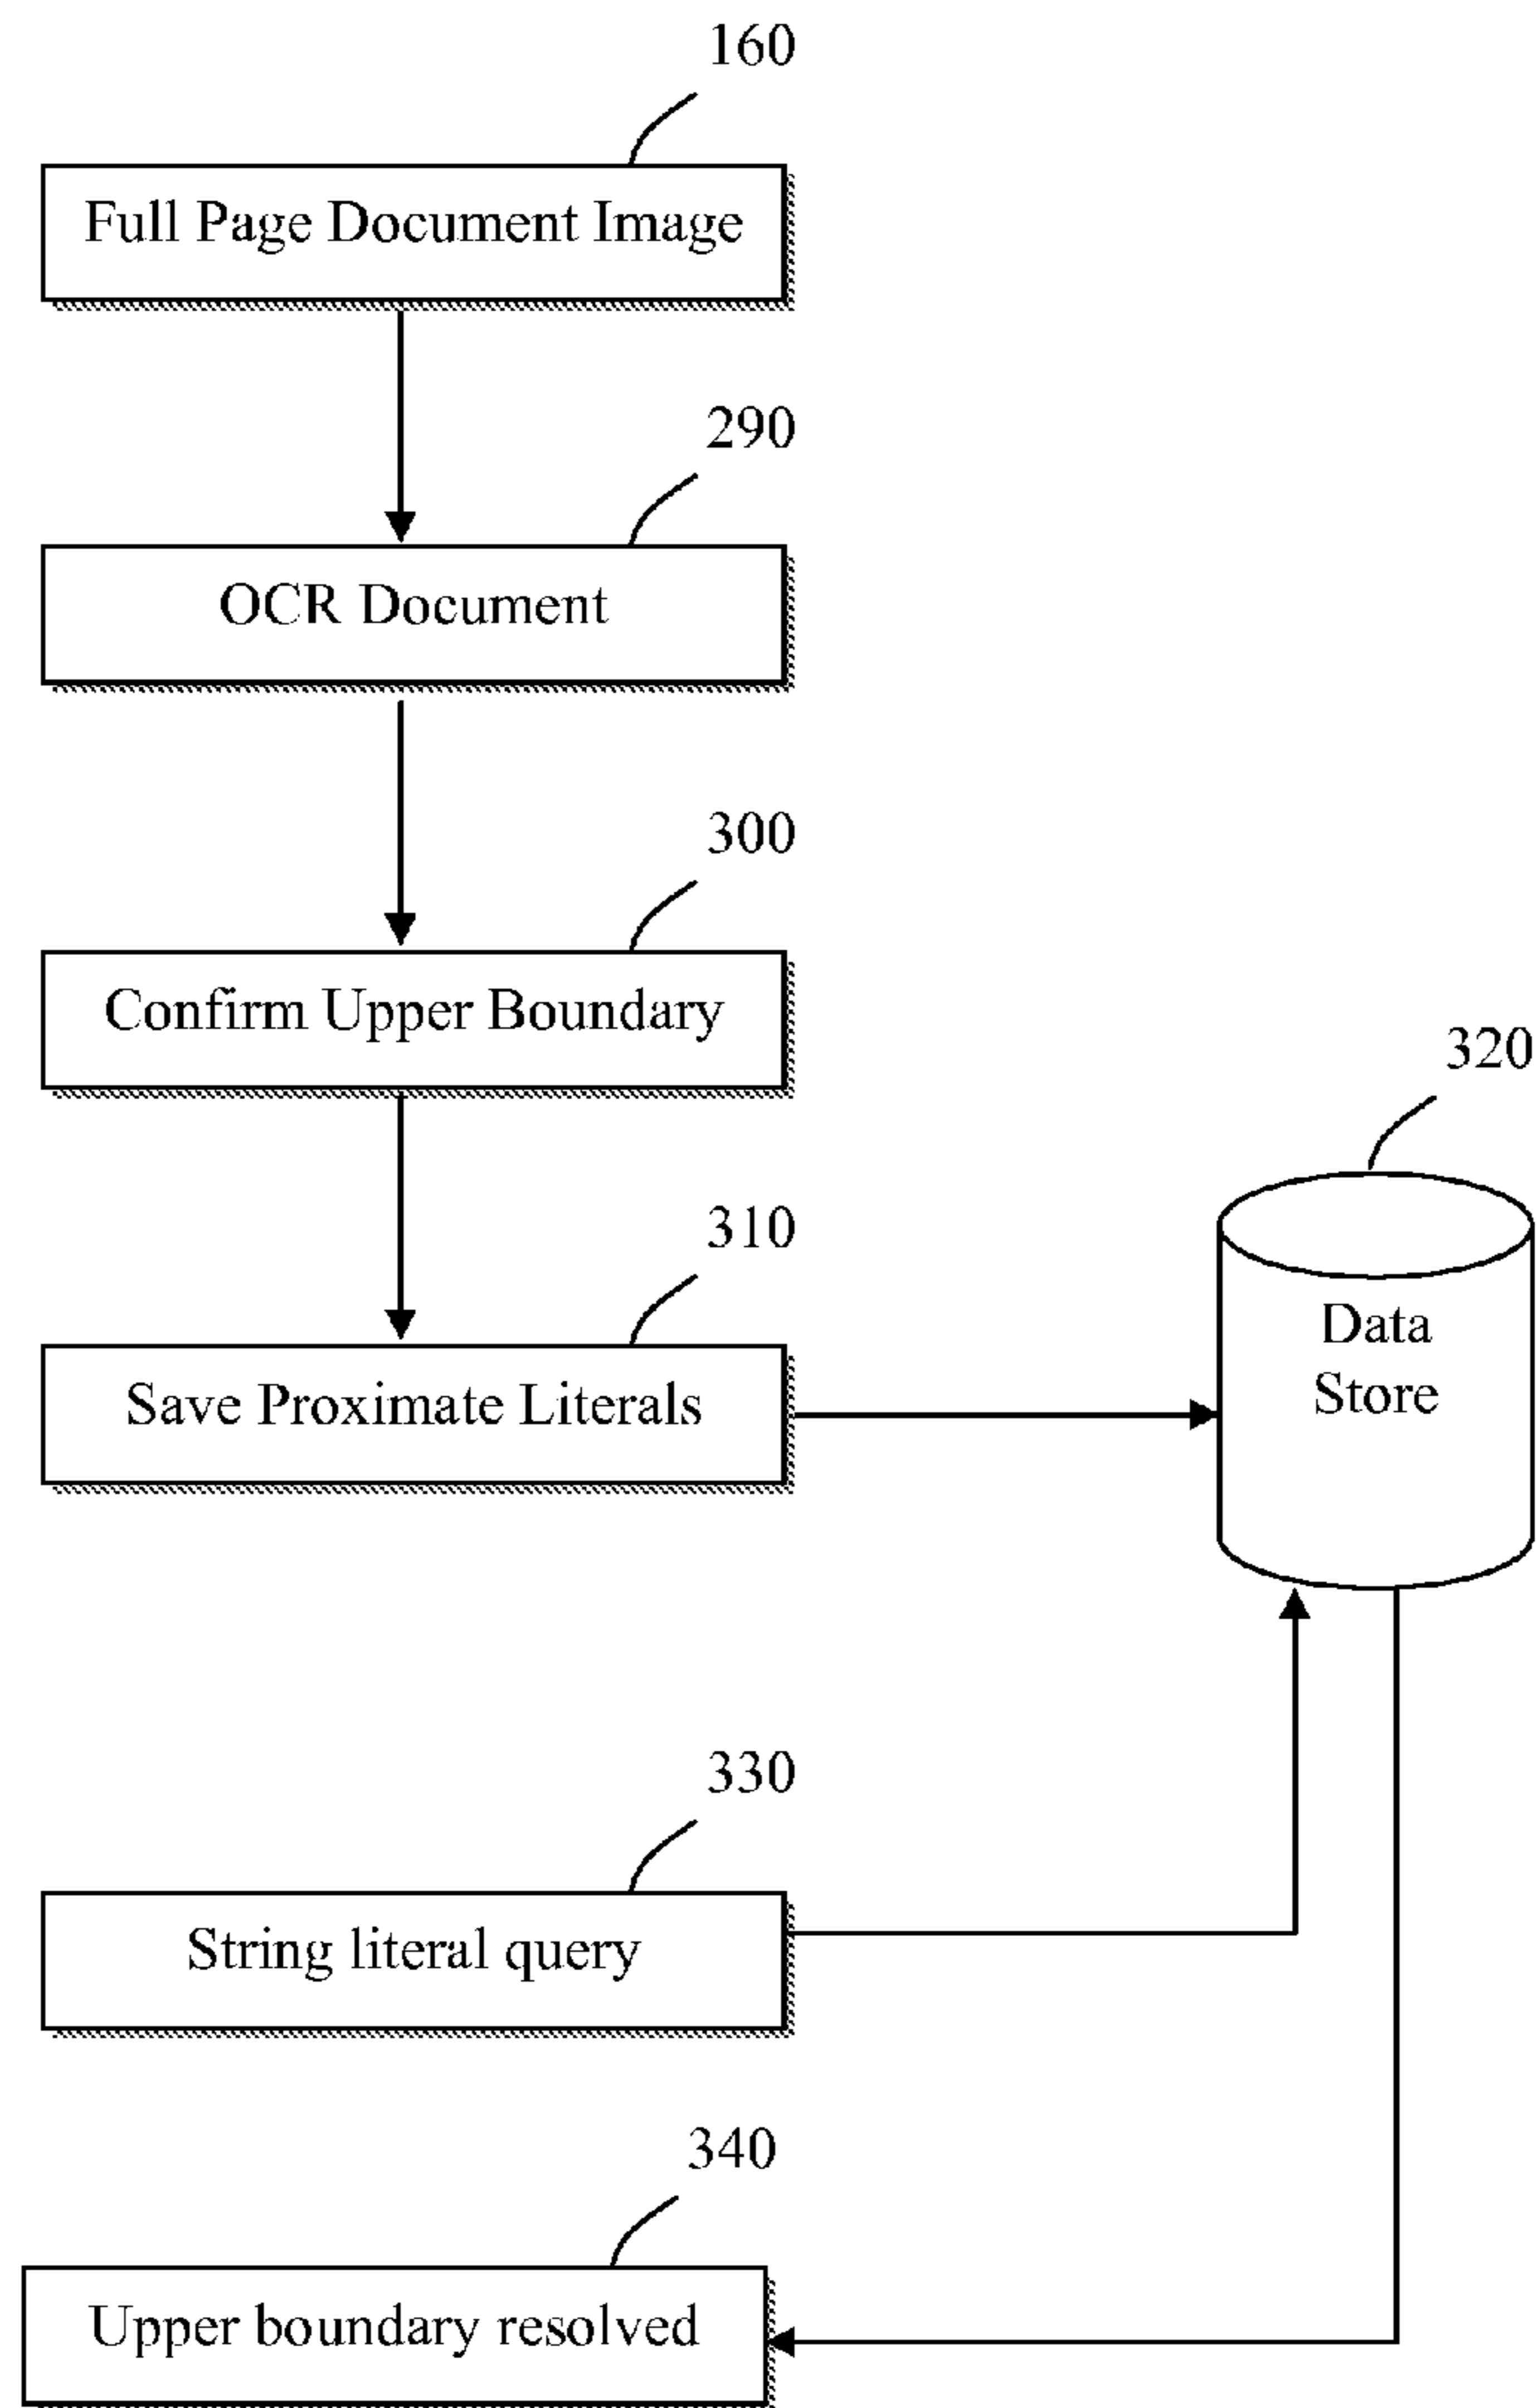 160
Full Page Document Image
290
OCR Document
300
Confirm Upper Boundary
320
310
Data
Store
Save Proximate Literals
330
String literal query
340
Upper boundary resolved